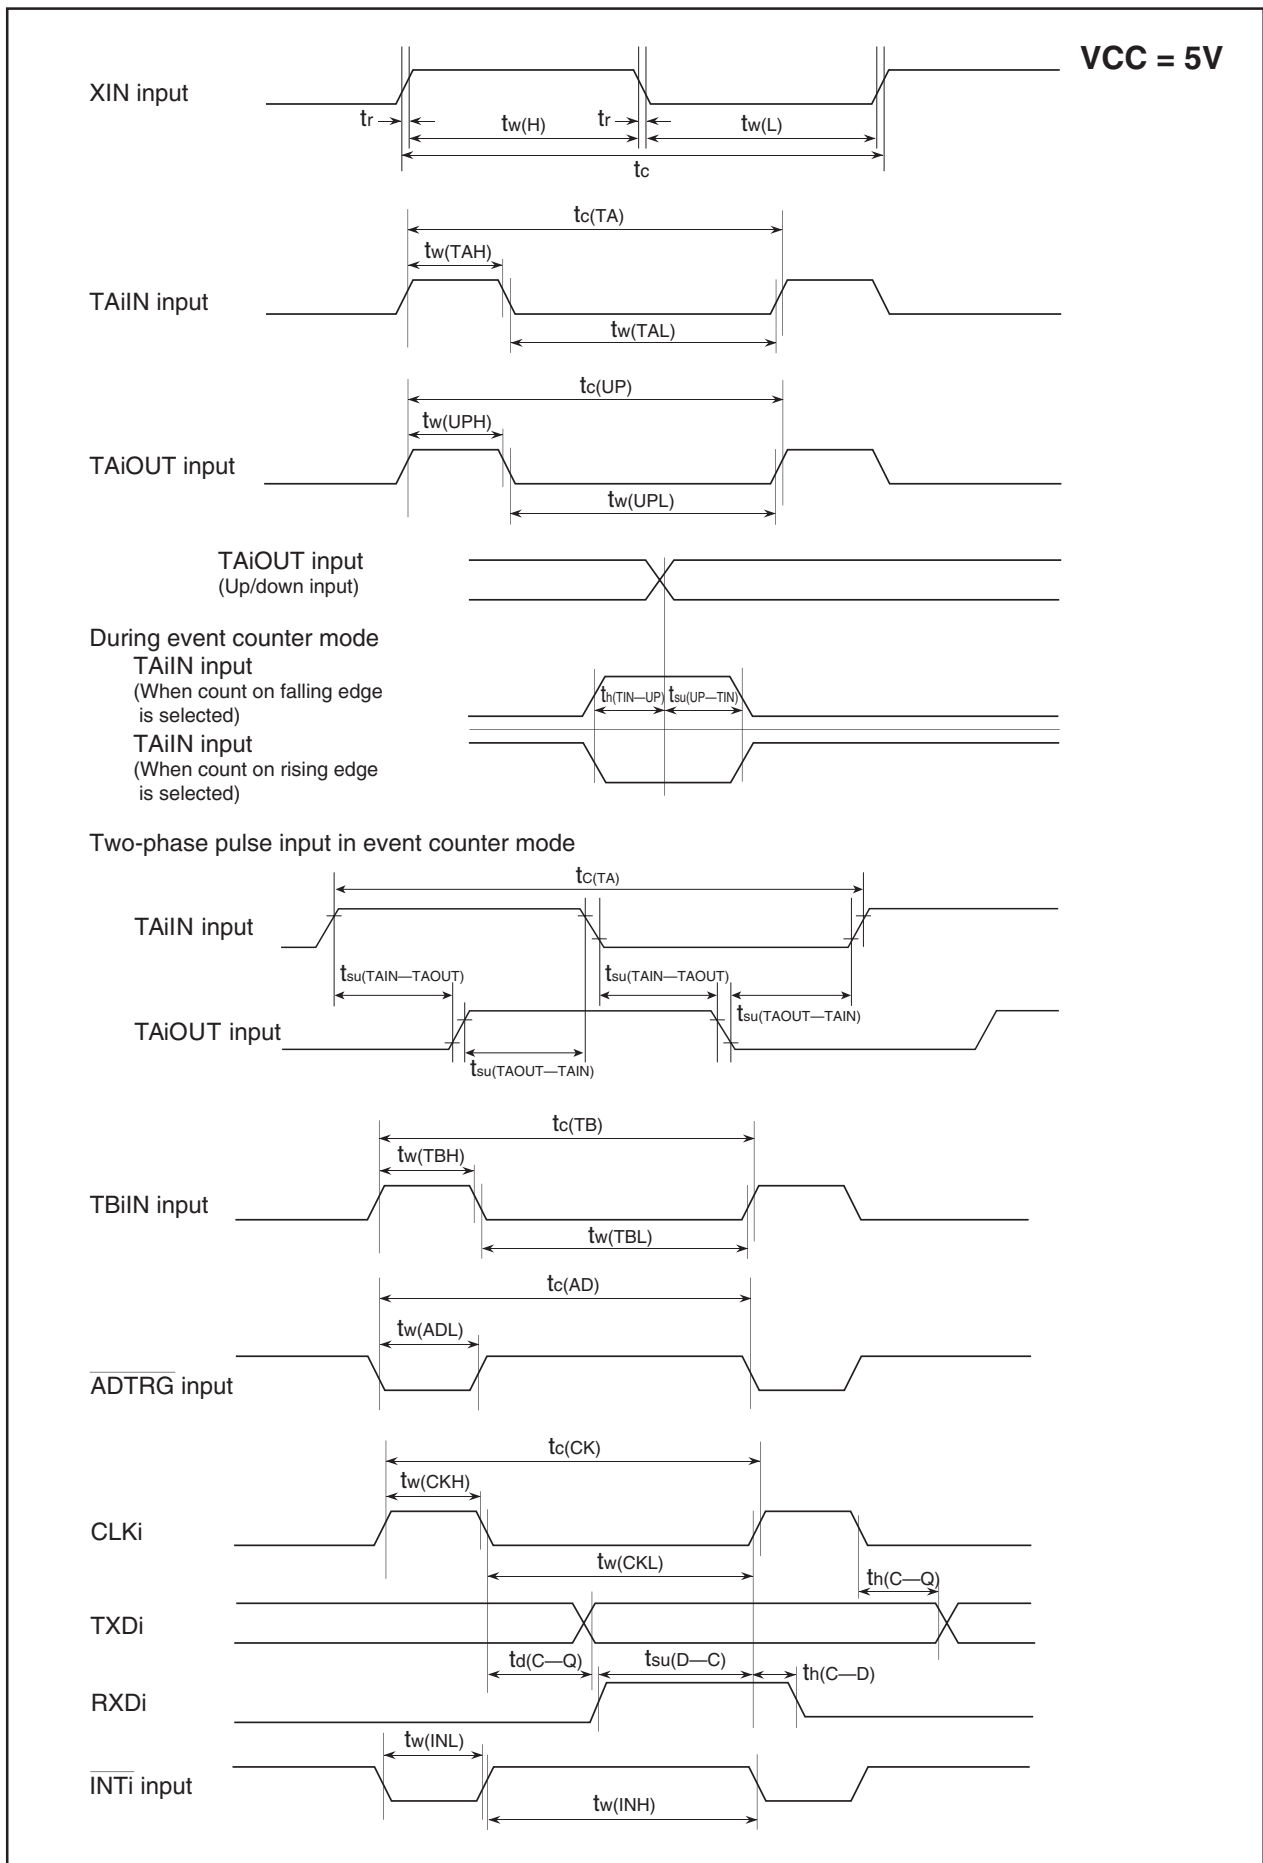 VCC = 5V
XIN input
tr
tw(H)
tr
tw(L)
tc
tc(TA)
tw(TAH)
TAiIN input
tw(TAL)
tc(UP)
tw(UPH)
TAiOUT input
tw(UPL)
TAiOUT input
(Up/down input)
During event counter mode
TAiIN input
(When count on falling edge
is selected)
th(TIN—UP)
tsu(UP—TIN)
TAiIN input
(When count on rising edge
is selected)
Two-phase pulse input in event counter mode
tC(TA)
TAiIN input
tsu(TAIN—TAOUT)
tsu(TAIN—TAOUT)
tsu(TAOUT—TAIN)
TAiOUT input
tsu(TAOUT—TAIN)
tc(TB)
tw(TBH)
TBiIN input
tw(TBL)
tc(AD)
tw(ADL)
ADTRG input
tc(CK)
tw(CKH)
CLKi
tw(CKL)
th(C—Q)
TXDi
td(C—Q)
tsu(D—C)
th(C—D)
RXDi
tw(INL)
INTi input
tw(INH)